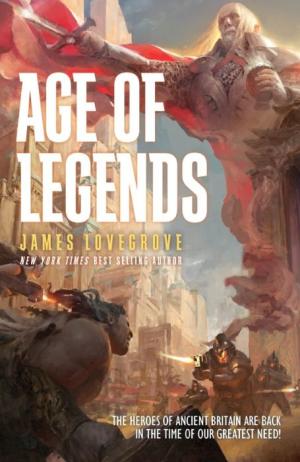 AGE OF
LEGENDS
JAMES LOVEGROVE
NEW YORK TIMES BEST SELLING AUTHOR
THE HEROES OF ANCIENT BRITAIN ARE BACK
IN THE TIME OF OUR GREATEST NEED!